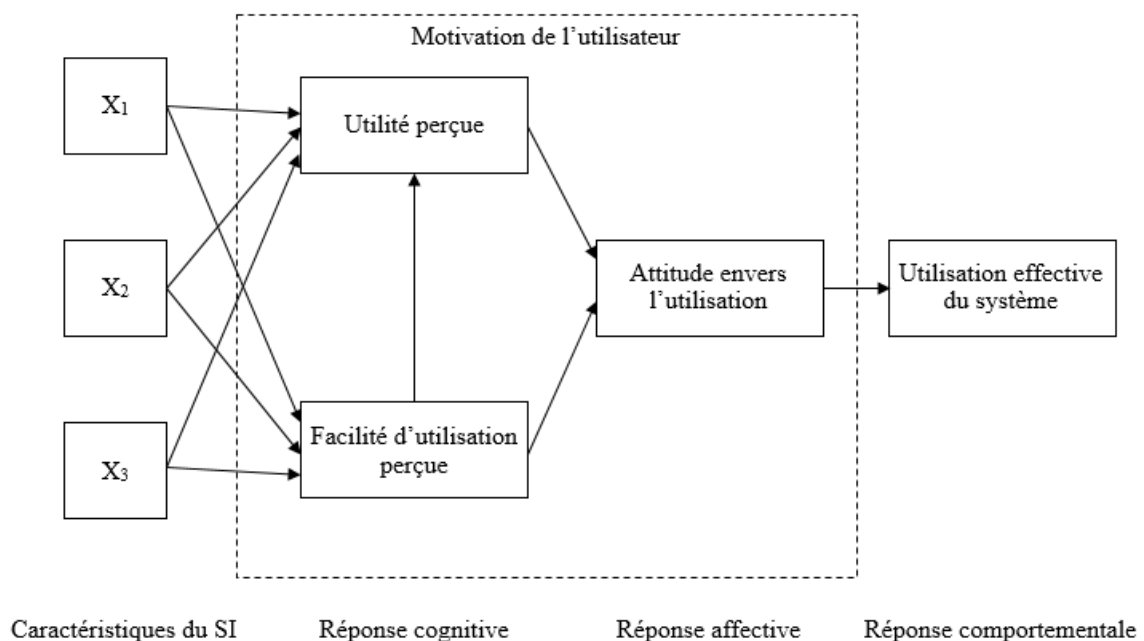 Motivation de l’utilisateur
X1
Utilité perçue
X2
Attitude envers
l’utilisation
Utilisation effective
du système
X3
Facilité d’utilisation
perçue
Caractéristiques du SI
Réponse cognitive
Réponse affective
Réponse comportementale